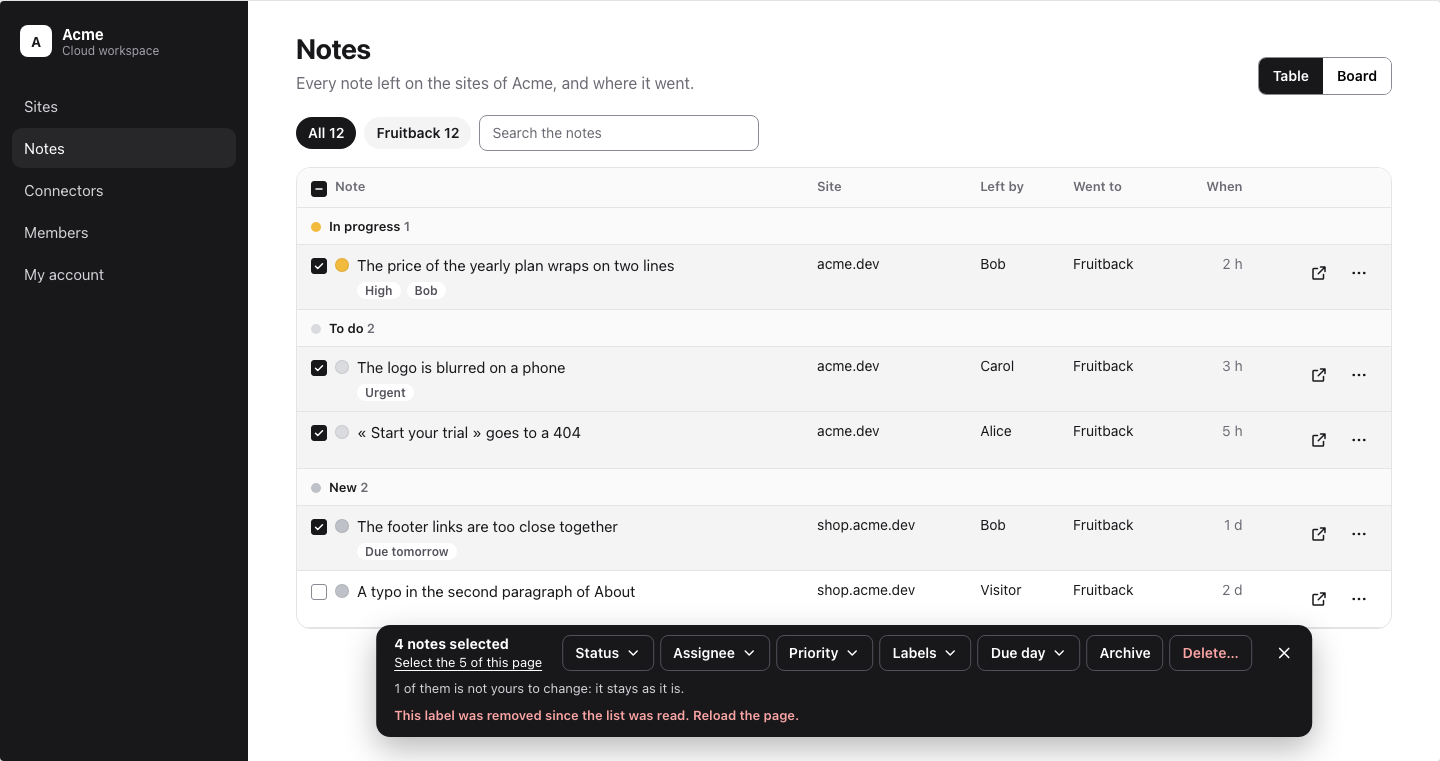 A
Acme
Cloud workspace
Sites
Notes
Connectors
Members
My account
Notes
Every note left on the sites of Acme, and where it went.
Table Board
All 12 Fruitback 12 Search the notes
Note Site Left by Went to When
In progress 1
The price of the yearly plan wraps on two lines acme.dev Bob Fruitback 2 h
High Bob
To do 2
The logo is blurred on a phone acme.dev Carol Fruitback 3 h
Urgent
« Start your trial » goes to a 404 acme.dev Alice Fruitback 5 h
New 2
The footer links are too close together shop.acme.dev Bob Fruitback 1 d
Due tomorrow
A typo in the second paragraph of About shop.acme.dev Visitor Fruitback 2 d
4 notes selected
Select the 5 of this page
Status Assignee Priority Labels Due day Archive Delete...
1 of them is not yours to change: it stays as it is.
This label was removed since the list was read. Reload the page.